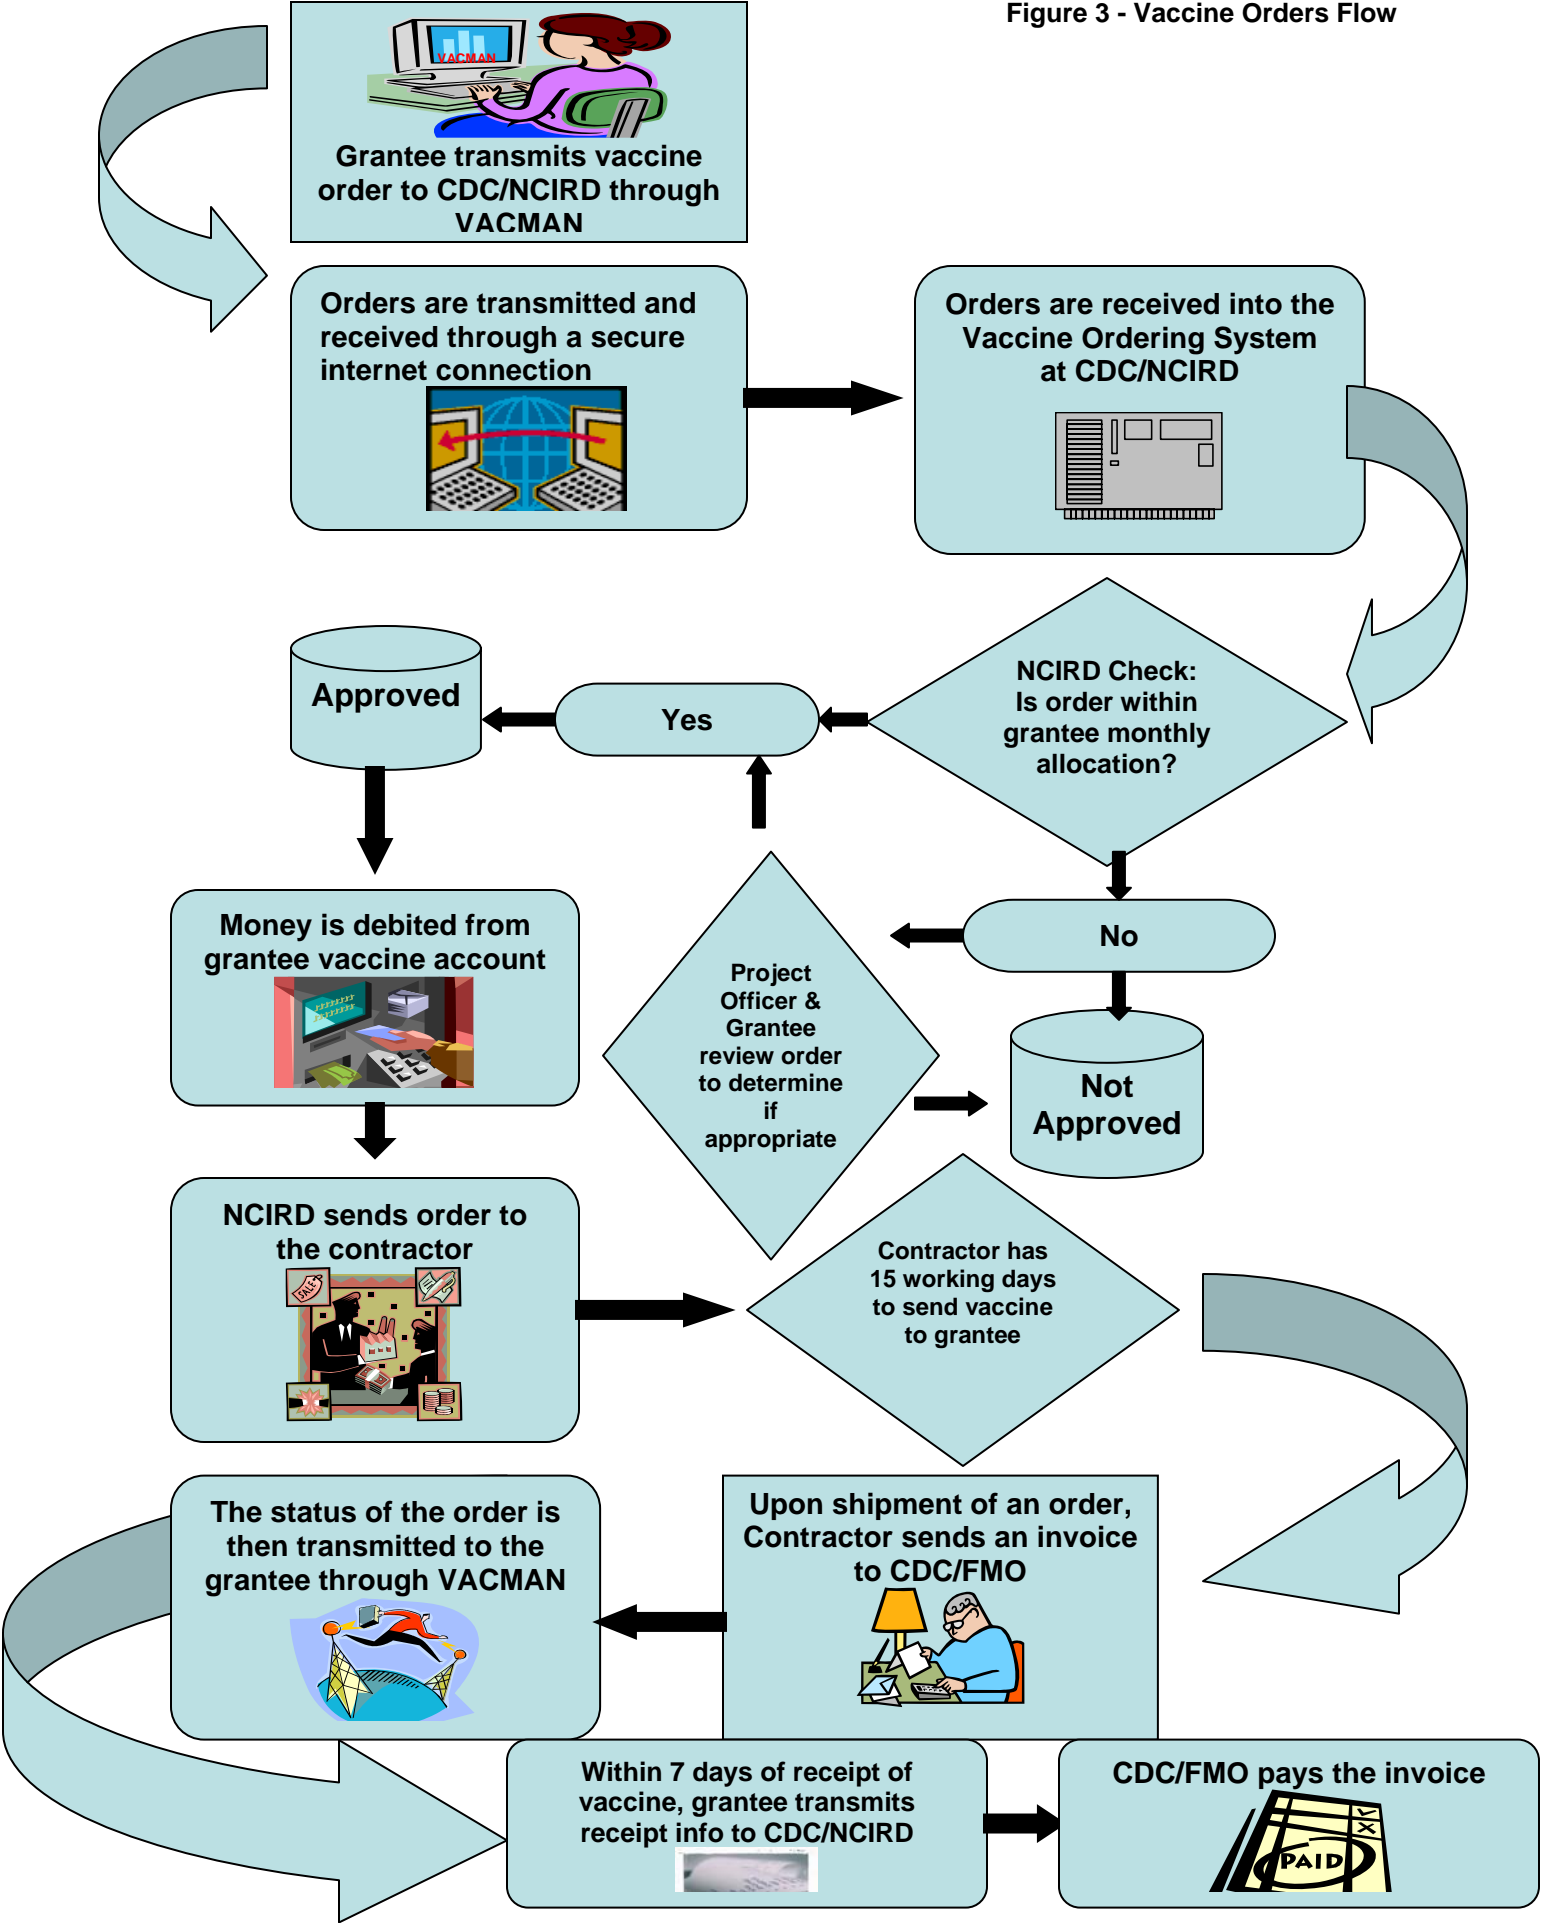 Figure 3 - Vaccine Orders Flow
VACMAN
Grantee transmits vaccine
order to CDC/NCIRD through
VACMAN
Orders are transmitted and
received through a secure
internet connection
Orders are received into the
Vaccine Ordering System
at CDC/NCIRD
NCIRD Check:
Is order within
grantee monthly
allocation?
Yes
Approved
No
Project
Officer &
Grantee
review order
to determine
if
appropriate
Not
Approved
Money is debited from
grantee vaccine account
NCIRD sends order to
the contractor
SALE
Contractor has
15 working days
to send vaccine
to grantee
Upon shipment of an order,
Contractor sends an invoice
to CDC/FMO
The status of the order is
then transmitted to the
grantee through VACMAN
Within 7 days of receipt of
vaccine, grantee transmits
receipt info to CDC/NCIRD
CDC/FMO pays the invoice
PAID